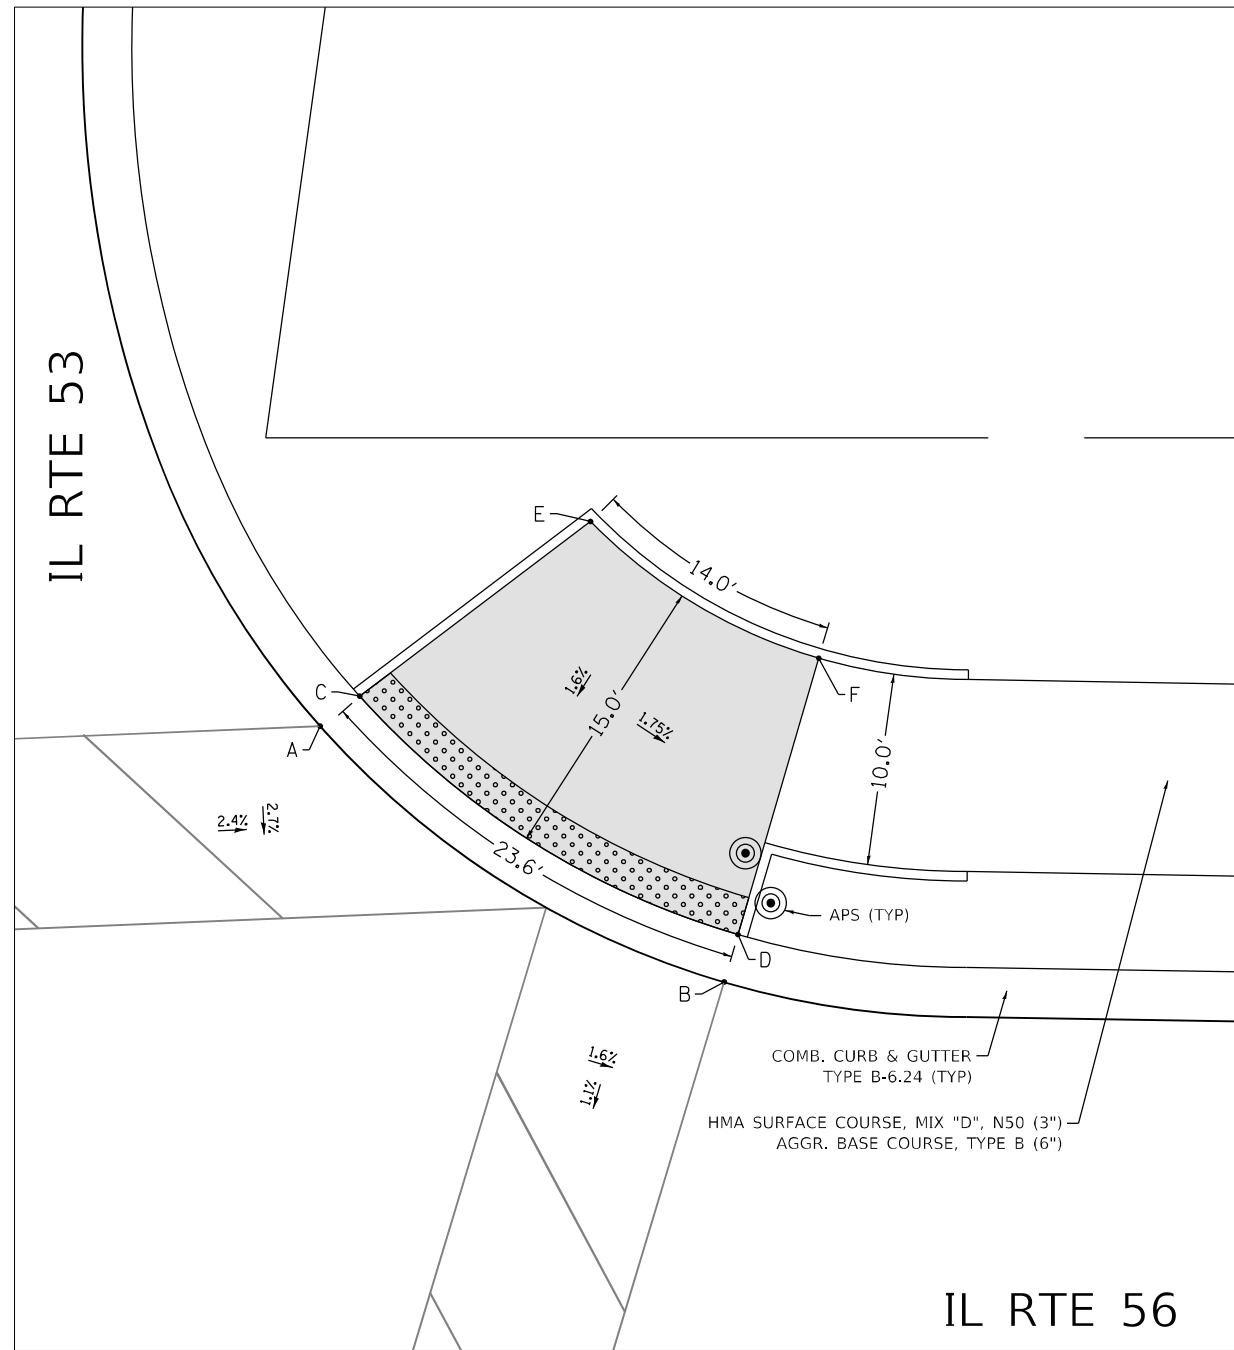 IL RTE 53
E
14.0'
C
1.6%
15.0'
1.75%
F
A
10.0'
2.4%
2.7%
23.6'
APS (TYP)
D
B
1.6%
1.1%
COMB. CURB & GUTTER
TYPE B-6.24 (TYP)
HMA SURFACE COURSE, MIX "D", N50 (3")
AGGR. BASE COURSE, TYPE B (6")
IL RTE 56